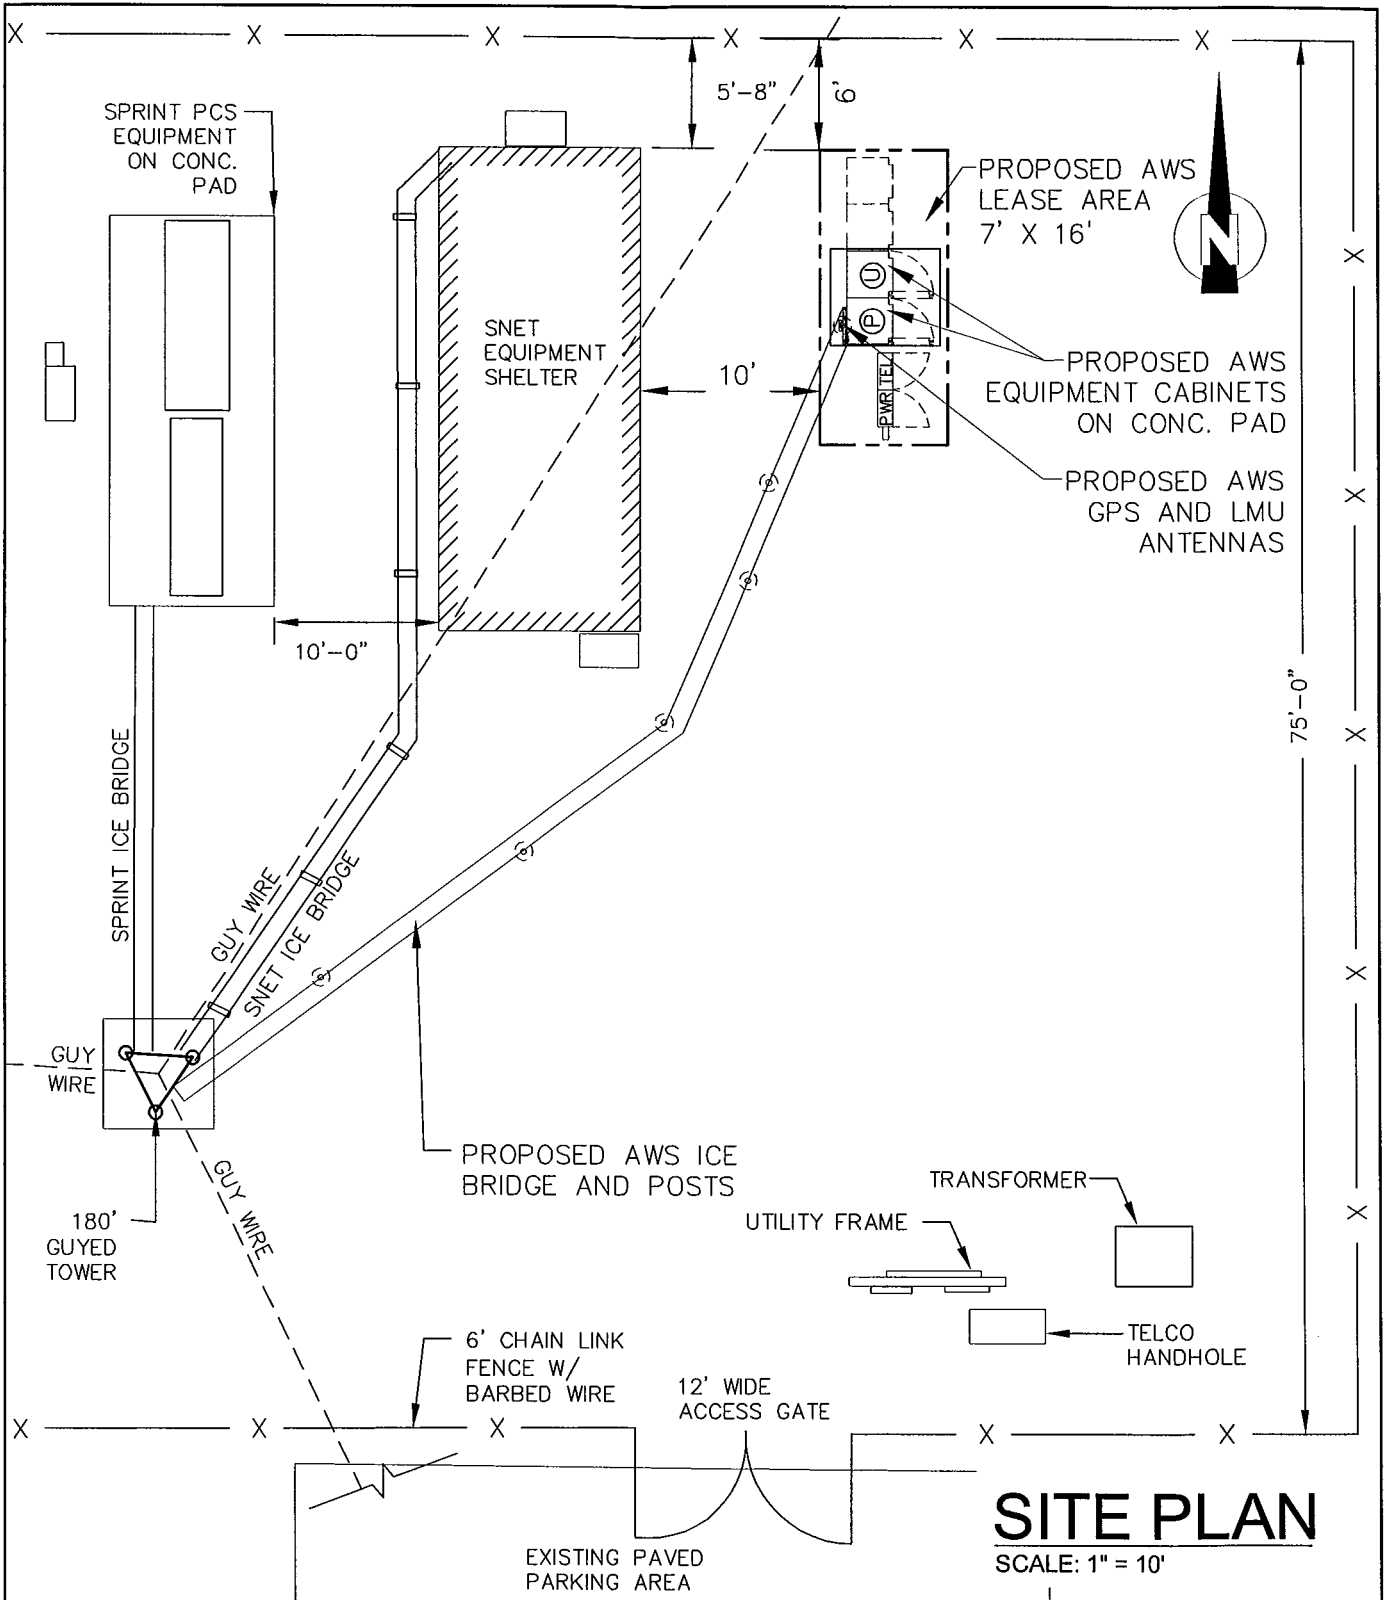 X X X X X X
5'-8"
6'
SPRINT PCS
EQUIPMENT
ON CONC.
PAD
PROPOSED AWS
LEASE AREA
7' X 16'
N
X
U
P
SNET
EQUIPMENT
SHELTER
10'
PROPOSED AWS
EQUIPMENT CABINETS
ON CONC. PAD
PWR TEL
PROPOSED AWS
GPS AND LMU
ANTENNAS
X
10'-0"
75'-0"
X
SPRINT ICE BRIDGE
GUY WIRE
SNET ICE BRIDGE
X
GUY
WIRE
PROPOSED AWS ICE
BRIDGE AND POSTS
GUY WIRE
180'
GUYED
TOWER
TRANSFORMER
UTILITY FRAME
X
TELCO
HANDHOLE
6' CHAIN LINK
FENCE W/
BARBED WIRE
12' WIDE
ACCESS GATE
X X X X X
EXISTING PAVED
PARKING AREA
SITE PLAN
SCALE: 1" = 10'